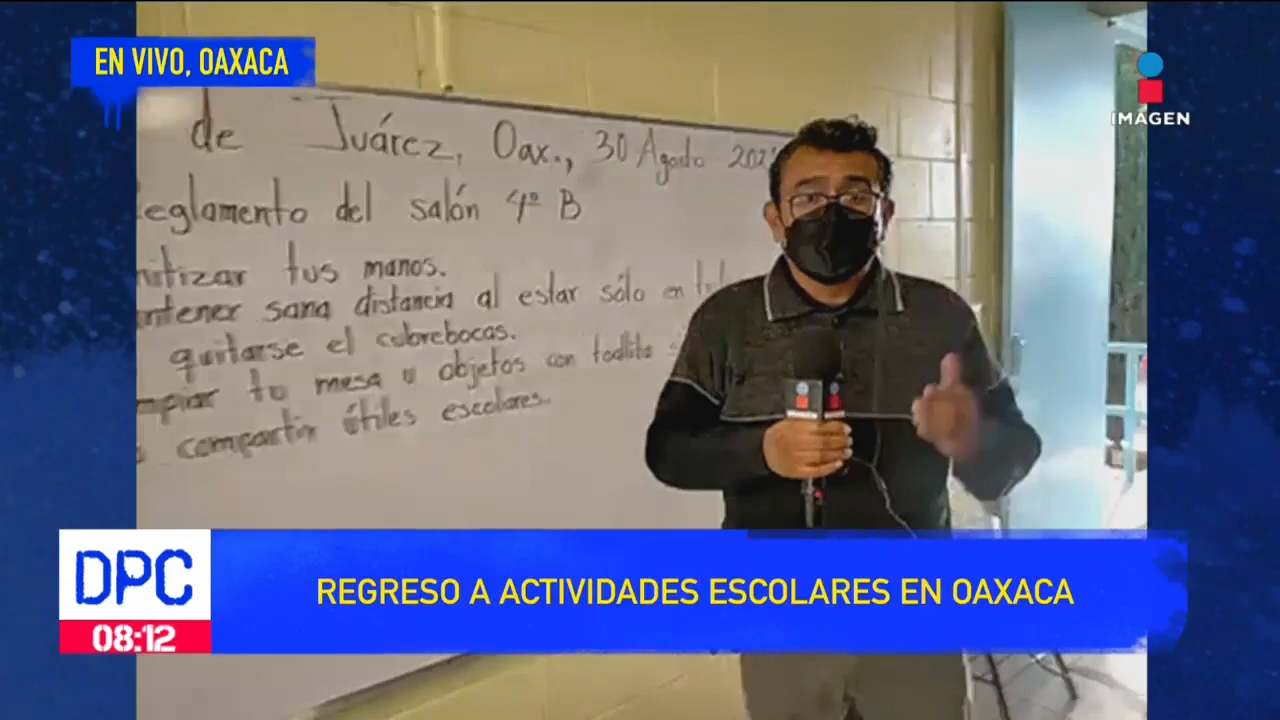 EN VIVO, OAXACA
IMAGEN
de Juárez, Oax., 30 Agosto
Reglamento del salón 4º B
tus manos.
sana distancia al estar sólo en
quitarse el cubrebocas.
tu mesa u objetos con toallita
compartir útiles escolares.
IMAGEN
DPC
08:12
REGRESO A ACTIVIDADES ESCOLARES EN OAXACA